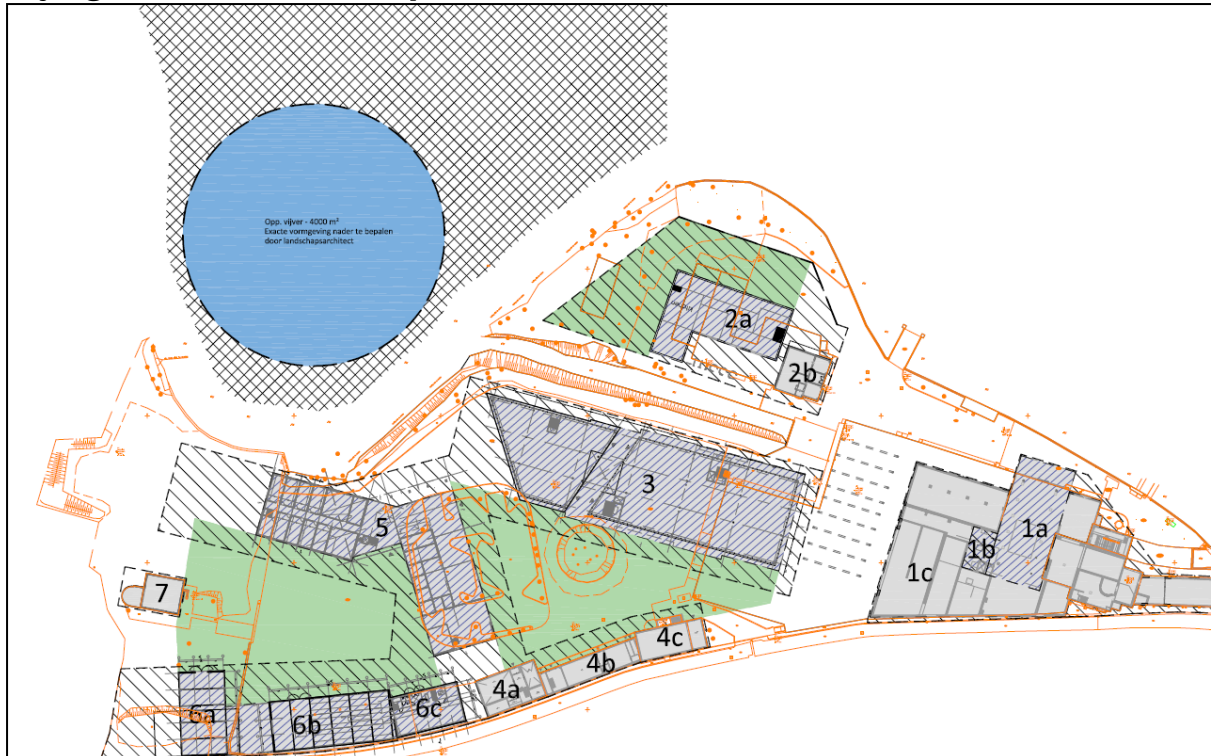 Opp. vijver - 4000 m²
Exacte vormgeving nader te bepalen
door landschapsarchitect
2a
2b
3
1a
1b
1c
5
7
4c
4b
4a
6a
6b
6c